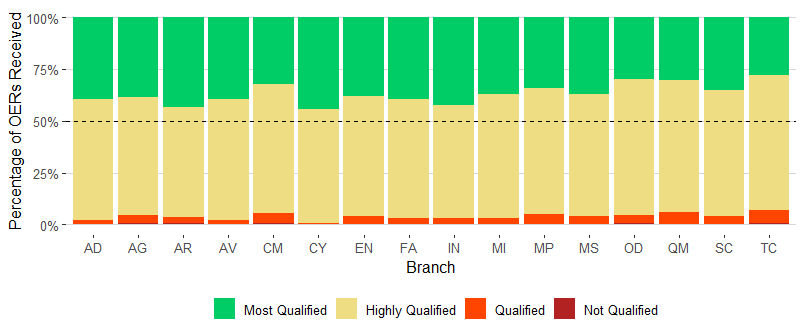 Percentage of OERs Received
100%
75%
50%
25%
0%
AD AG AR AV CM CY EN FA IN MI MP MS OD QM SC TC
Branch
Most Qualified Highly Qualified Qualified Not Qualified